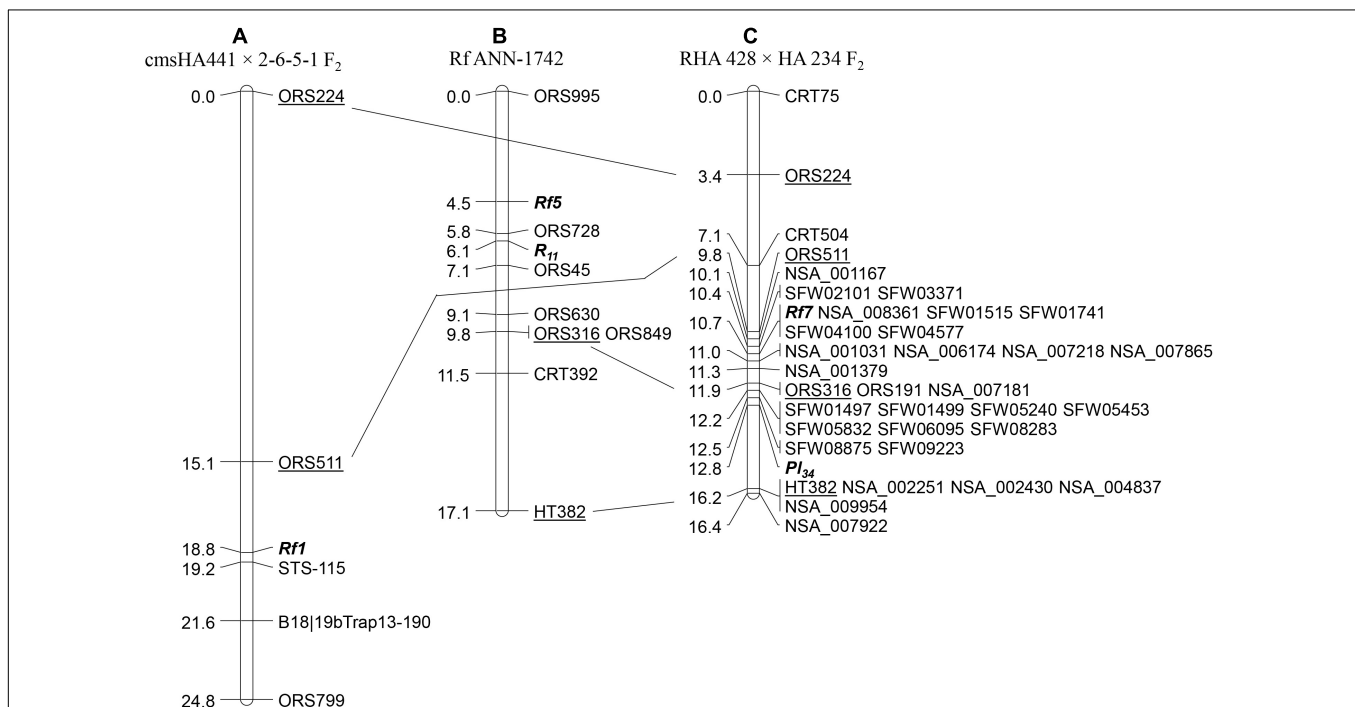 A
cmsHA441 × 2-6-5-1 F2
0.0 ORS224
15.1 ORS511
18.8 Rf1
19.2 STS-115
21.6 B18|19bTrap13-190
24.8 ORS799
B
Rf ANN-1742
0.0 ORS995
4.5 Rf5
5.8 ORS728
6.1 R11
7.1 ORS45
9.1 ORS630
9.8 ORS316 ORS849
11.5 CRT392
17.1 HT382
C
RHA 428 × HA 234 F2
0.0 CRT75
3.4 ORS224
7.1 CRT504
9.8 ORS511
10.1 NSA_001167
10.4 SFW02101 SFW03371
10.7 Rf7 NSA_008361 SFW01515 SFW01741
SFW04100 SFW04577
11.0 NSA_001031 NSA_006174 NSA_007218 NSA_007865
11.3 NSA_001379
11.9 ORS316 ORS191 NSA_007181
12.2 SFW01497 SFW01499 SFW05240 SFW05453
SFW05832 SFW06095 SFW08283
12.5 SFW08875 SFW09223
12.8 Pl34
16.2 HT382 NSA_002251 NSA_002430 NSA_004837
NSA_009954
16.4 NSA_007922